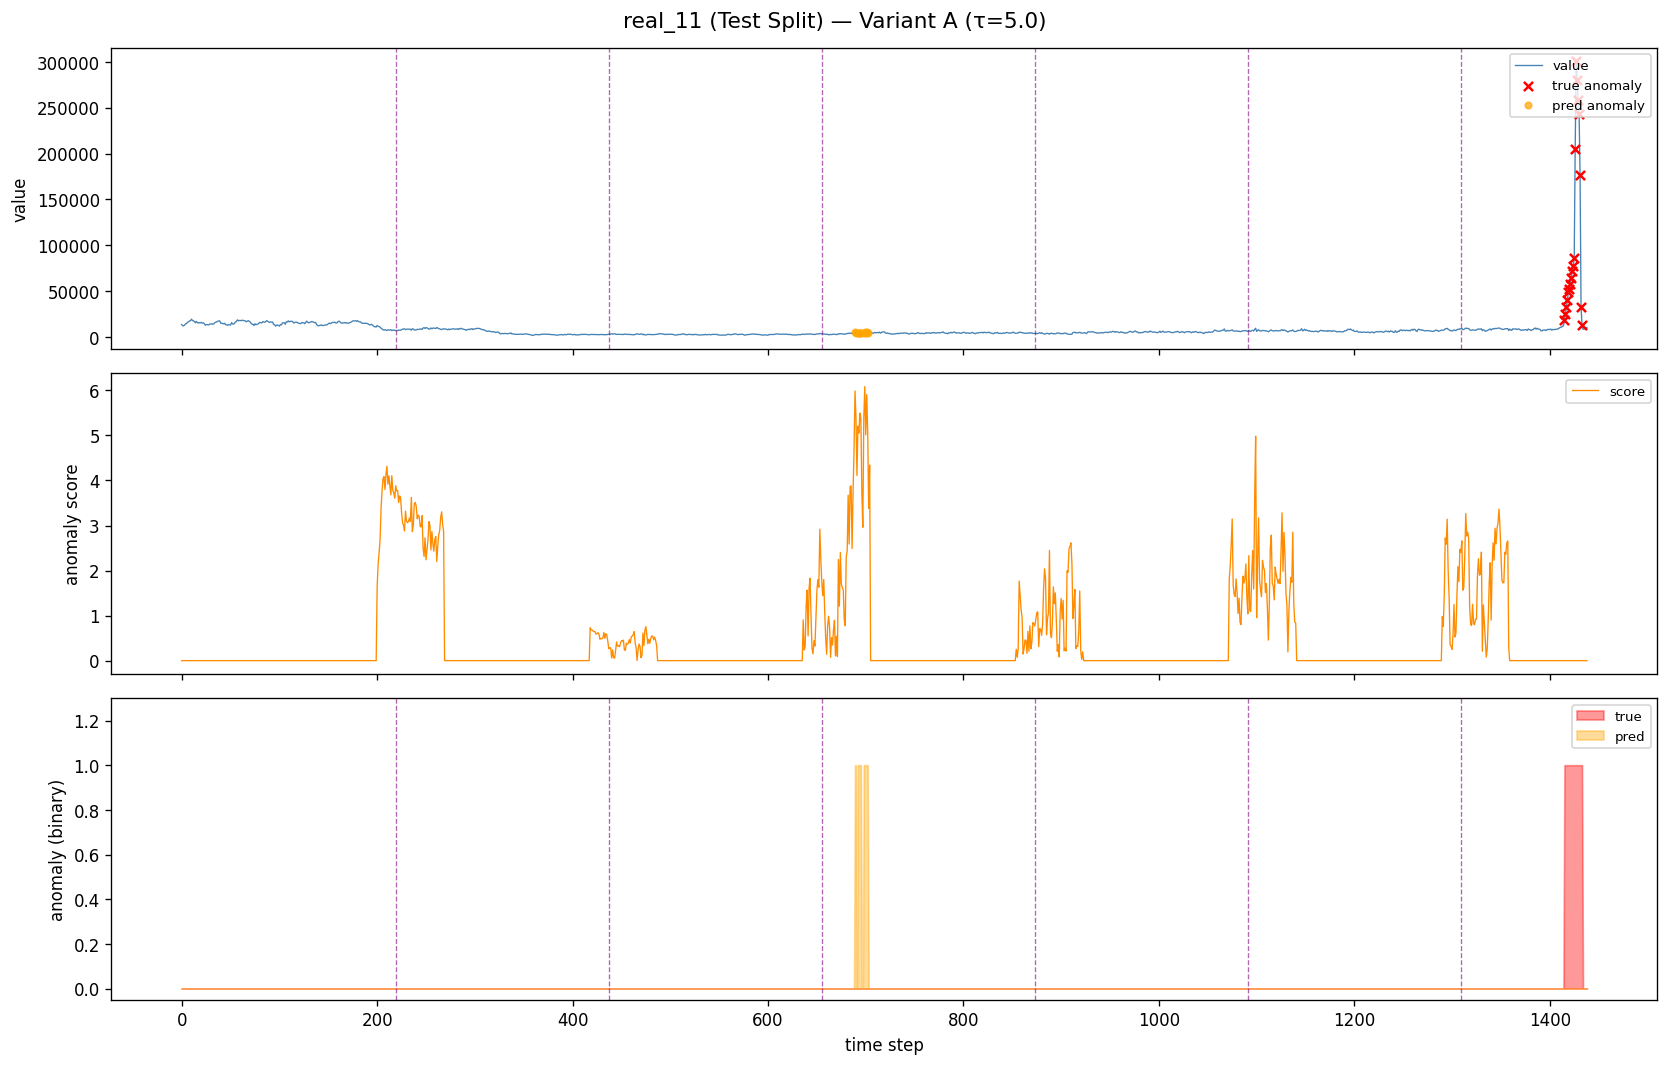 real_11 (Test Split) — Variant A (τ=5.0)
300000
250000
200000
150000
100000
50000
0
value
value
true anomaly
pred anomaly
6
5
4
3
2
1
0
anomaly score
score
1.2
1.0
0.8
0.6
0.4
0.2
0.0
anomaly (binary)
true
pred
0 200 400 600 800 1000 1200 1400
time step